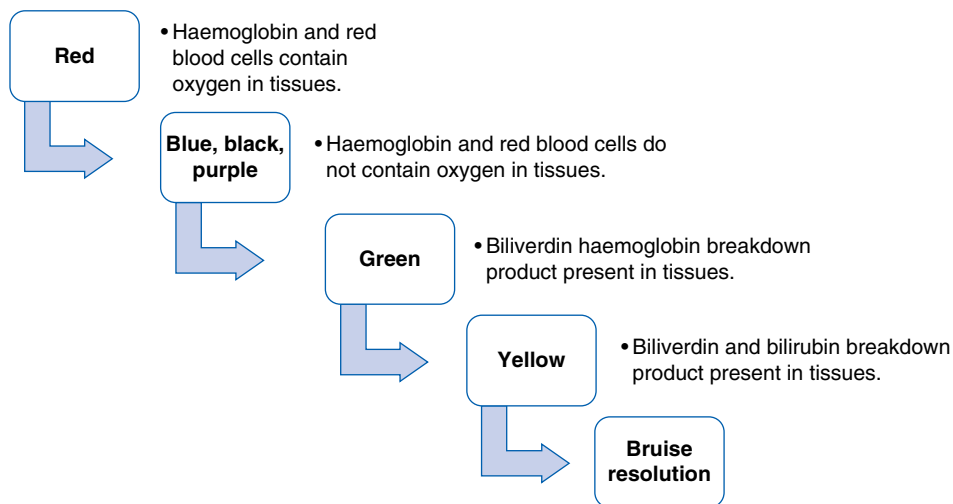 Red
• Haemoglobin and red
blood cells contain
oxygen in tissues.
Blue, black,
purple
• Haemoglobin and red blood cells do
not contain oxygen in tissues.
Green
• Biliverdin haemoglobin breakdown
product present in tissues.
Yellow
• Biliverdin and bilirubin breakdown
product present in tissues.
Bruise
resolution